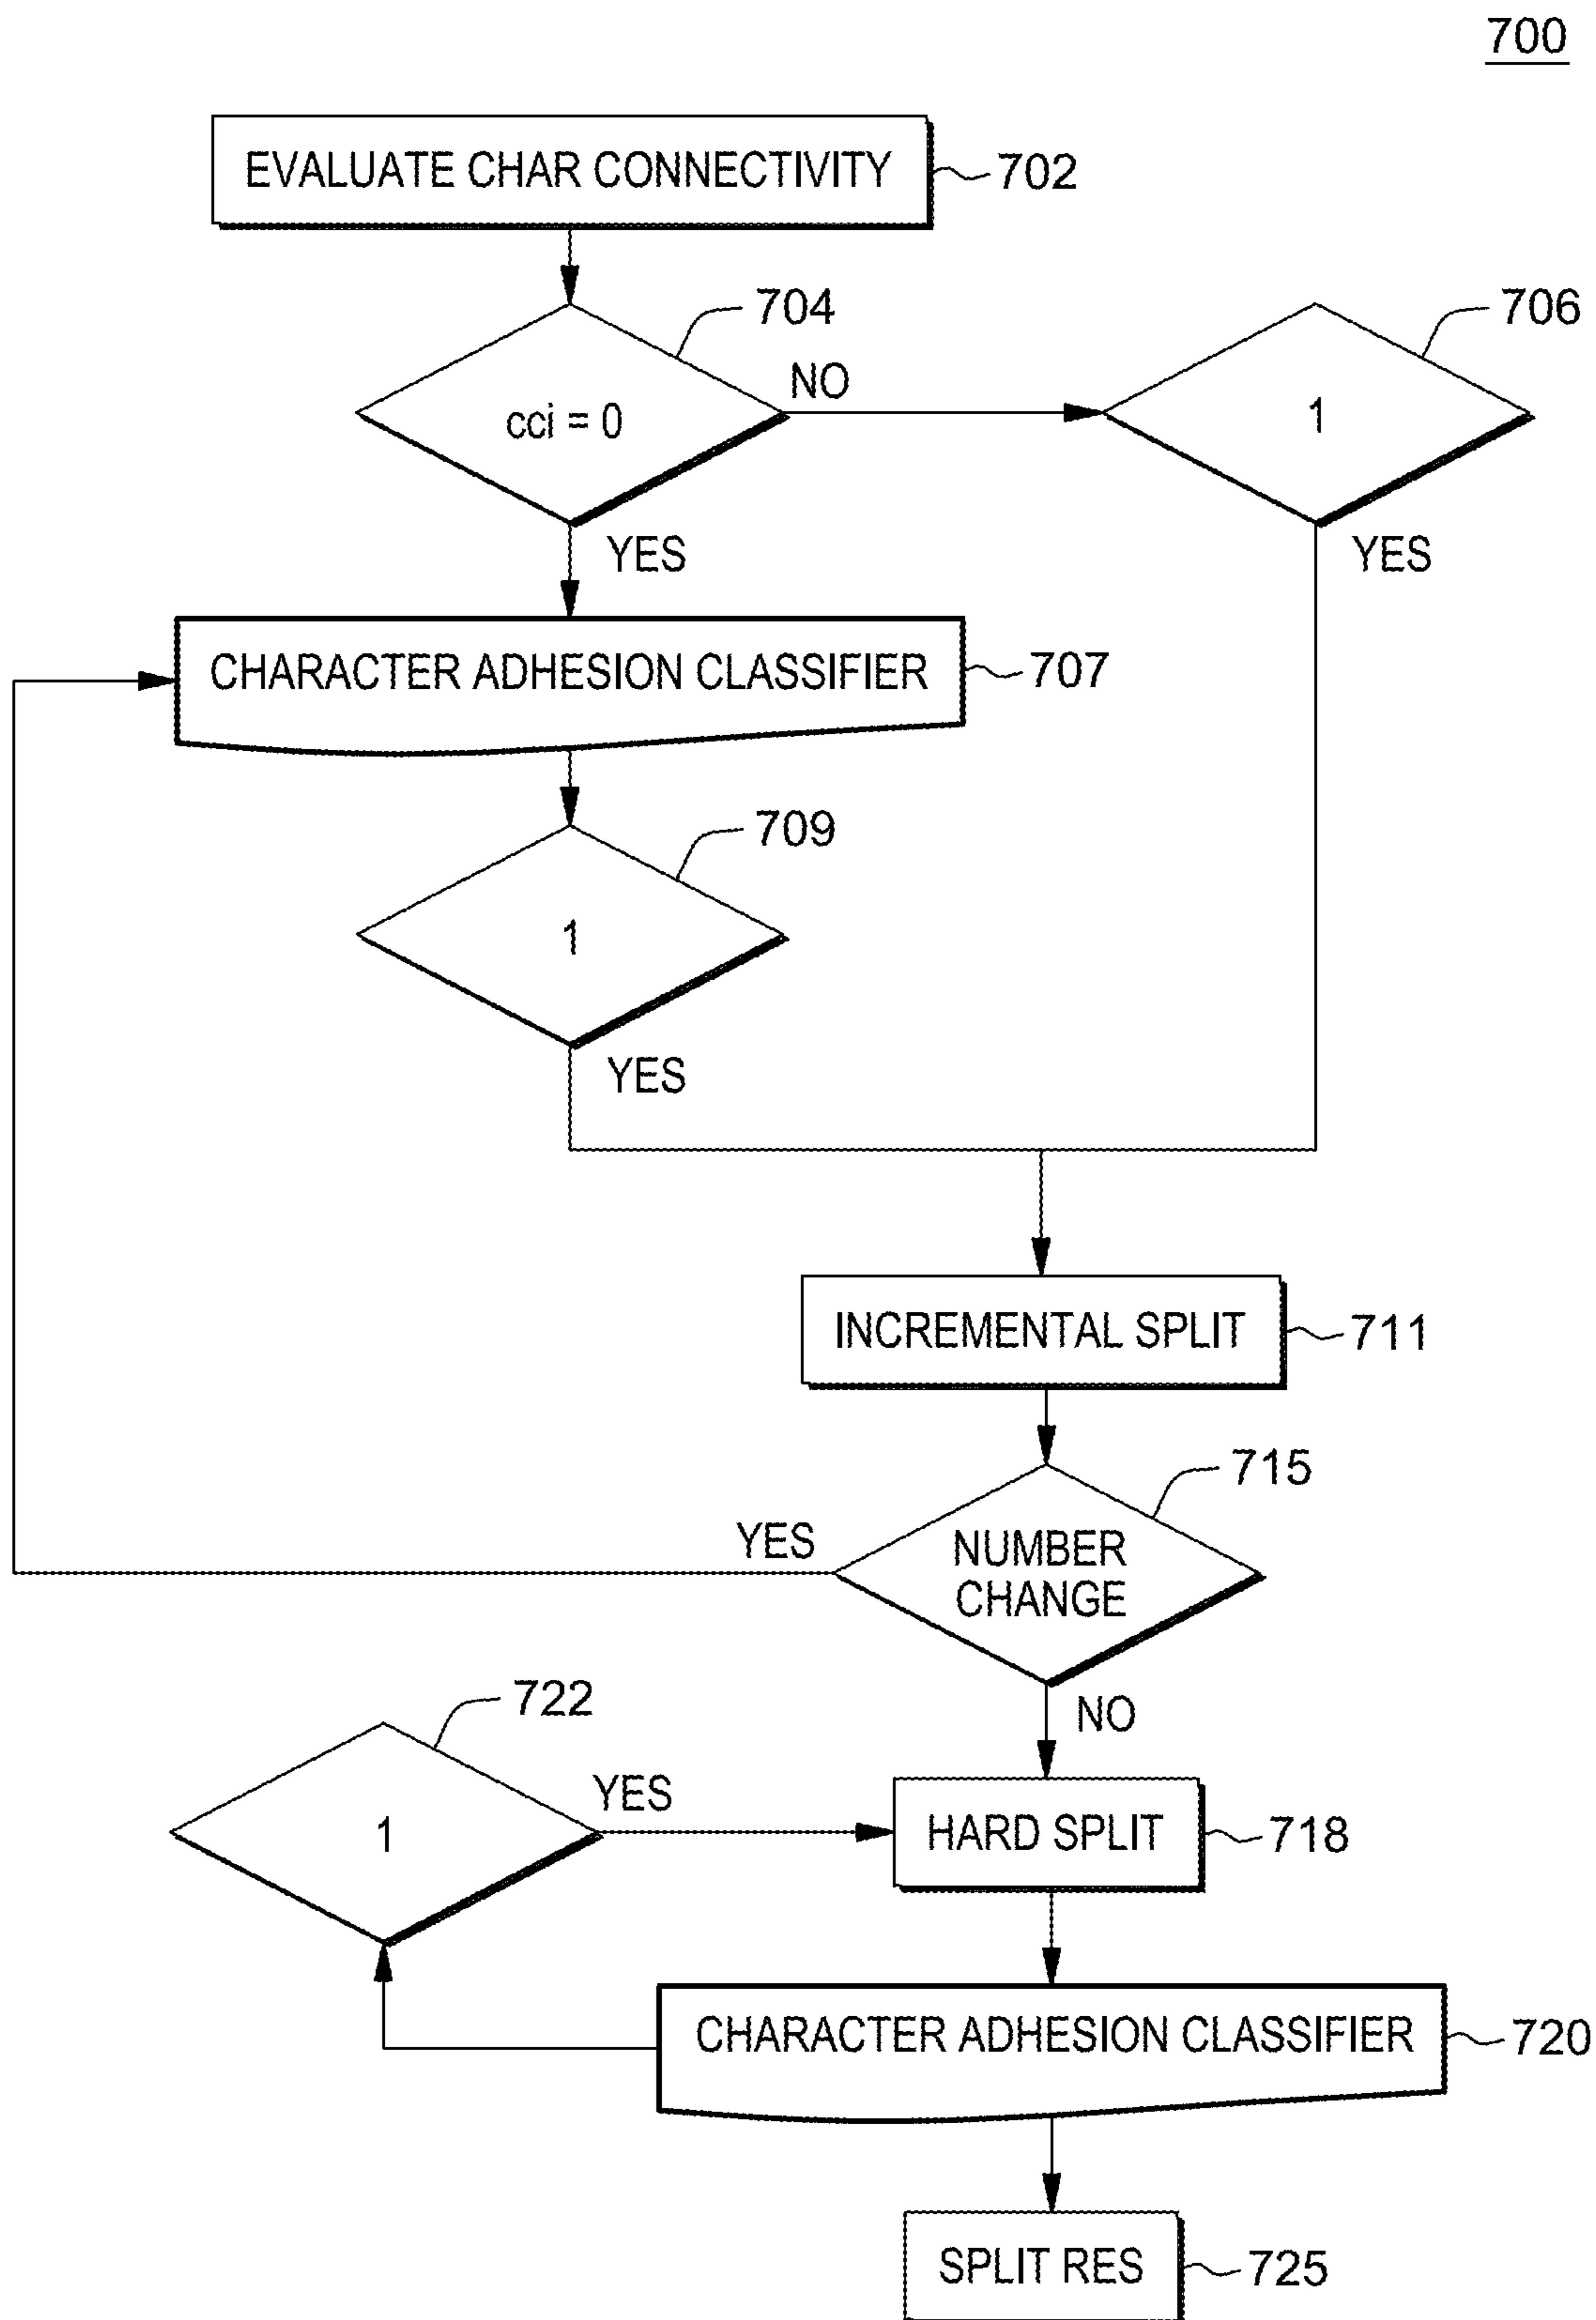 700
EVALUATE CHAR CONNECTIVITY
702
704
706
cci = 0
NO
1
YES
YES
CHARACTER ADHESION CLASSIFIER
707
709
1
YES
INCREMENTAL SPLIT
711
715
YES
NUMBER
CHANGE
722
NO
1
YES
HARD SPLIT
718
CHARACTER ADHESION CLASSIFIER
720
SPLIT RES
725